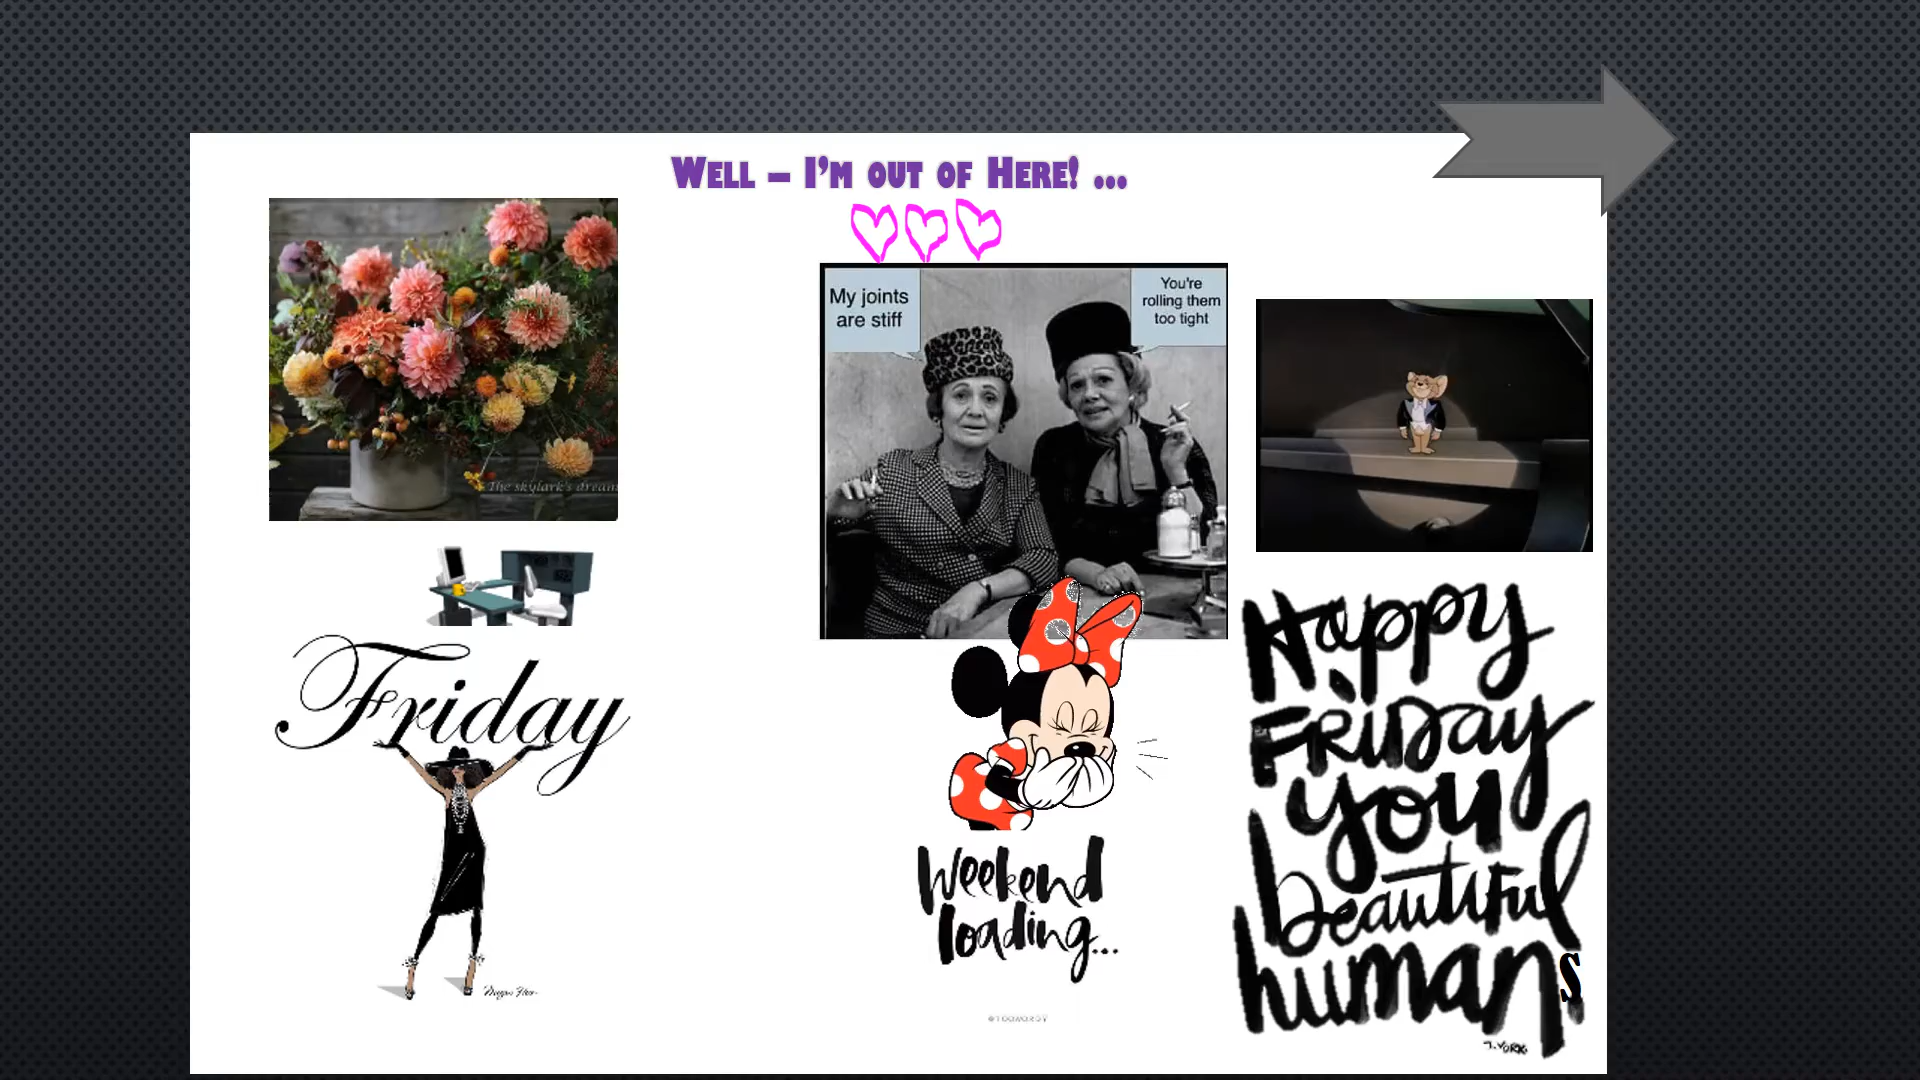 Well – I'm out of Here! ...
My joints
are stiff
You're
rolling them
too tight
The skylark's dream
Friday
Happy
Friday
you
beautiful
humans
Weekend
loading...
T.YORK